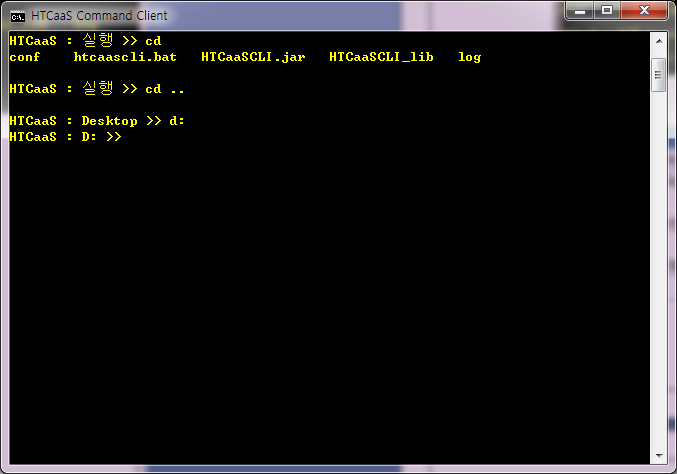 HTCaaS Command Client
HTCaaS : 실행 >> cd
conf    htcaascli.bat   HTCaaSCLI.jar   HTCaaSCLI_lib   log
HTCaaS : 실행 >> cd ..
HTCaaS : Desktop >> d:
HTCaaS : D: >>